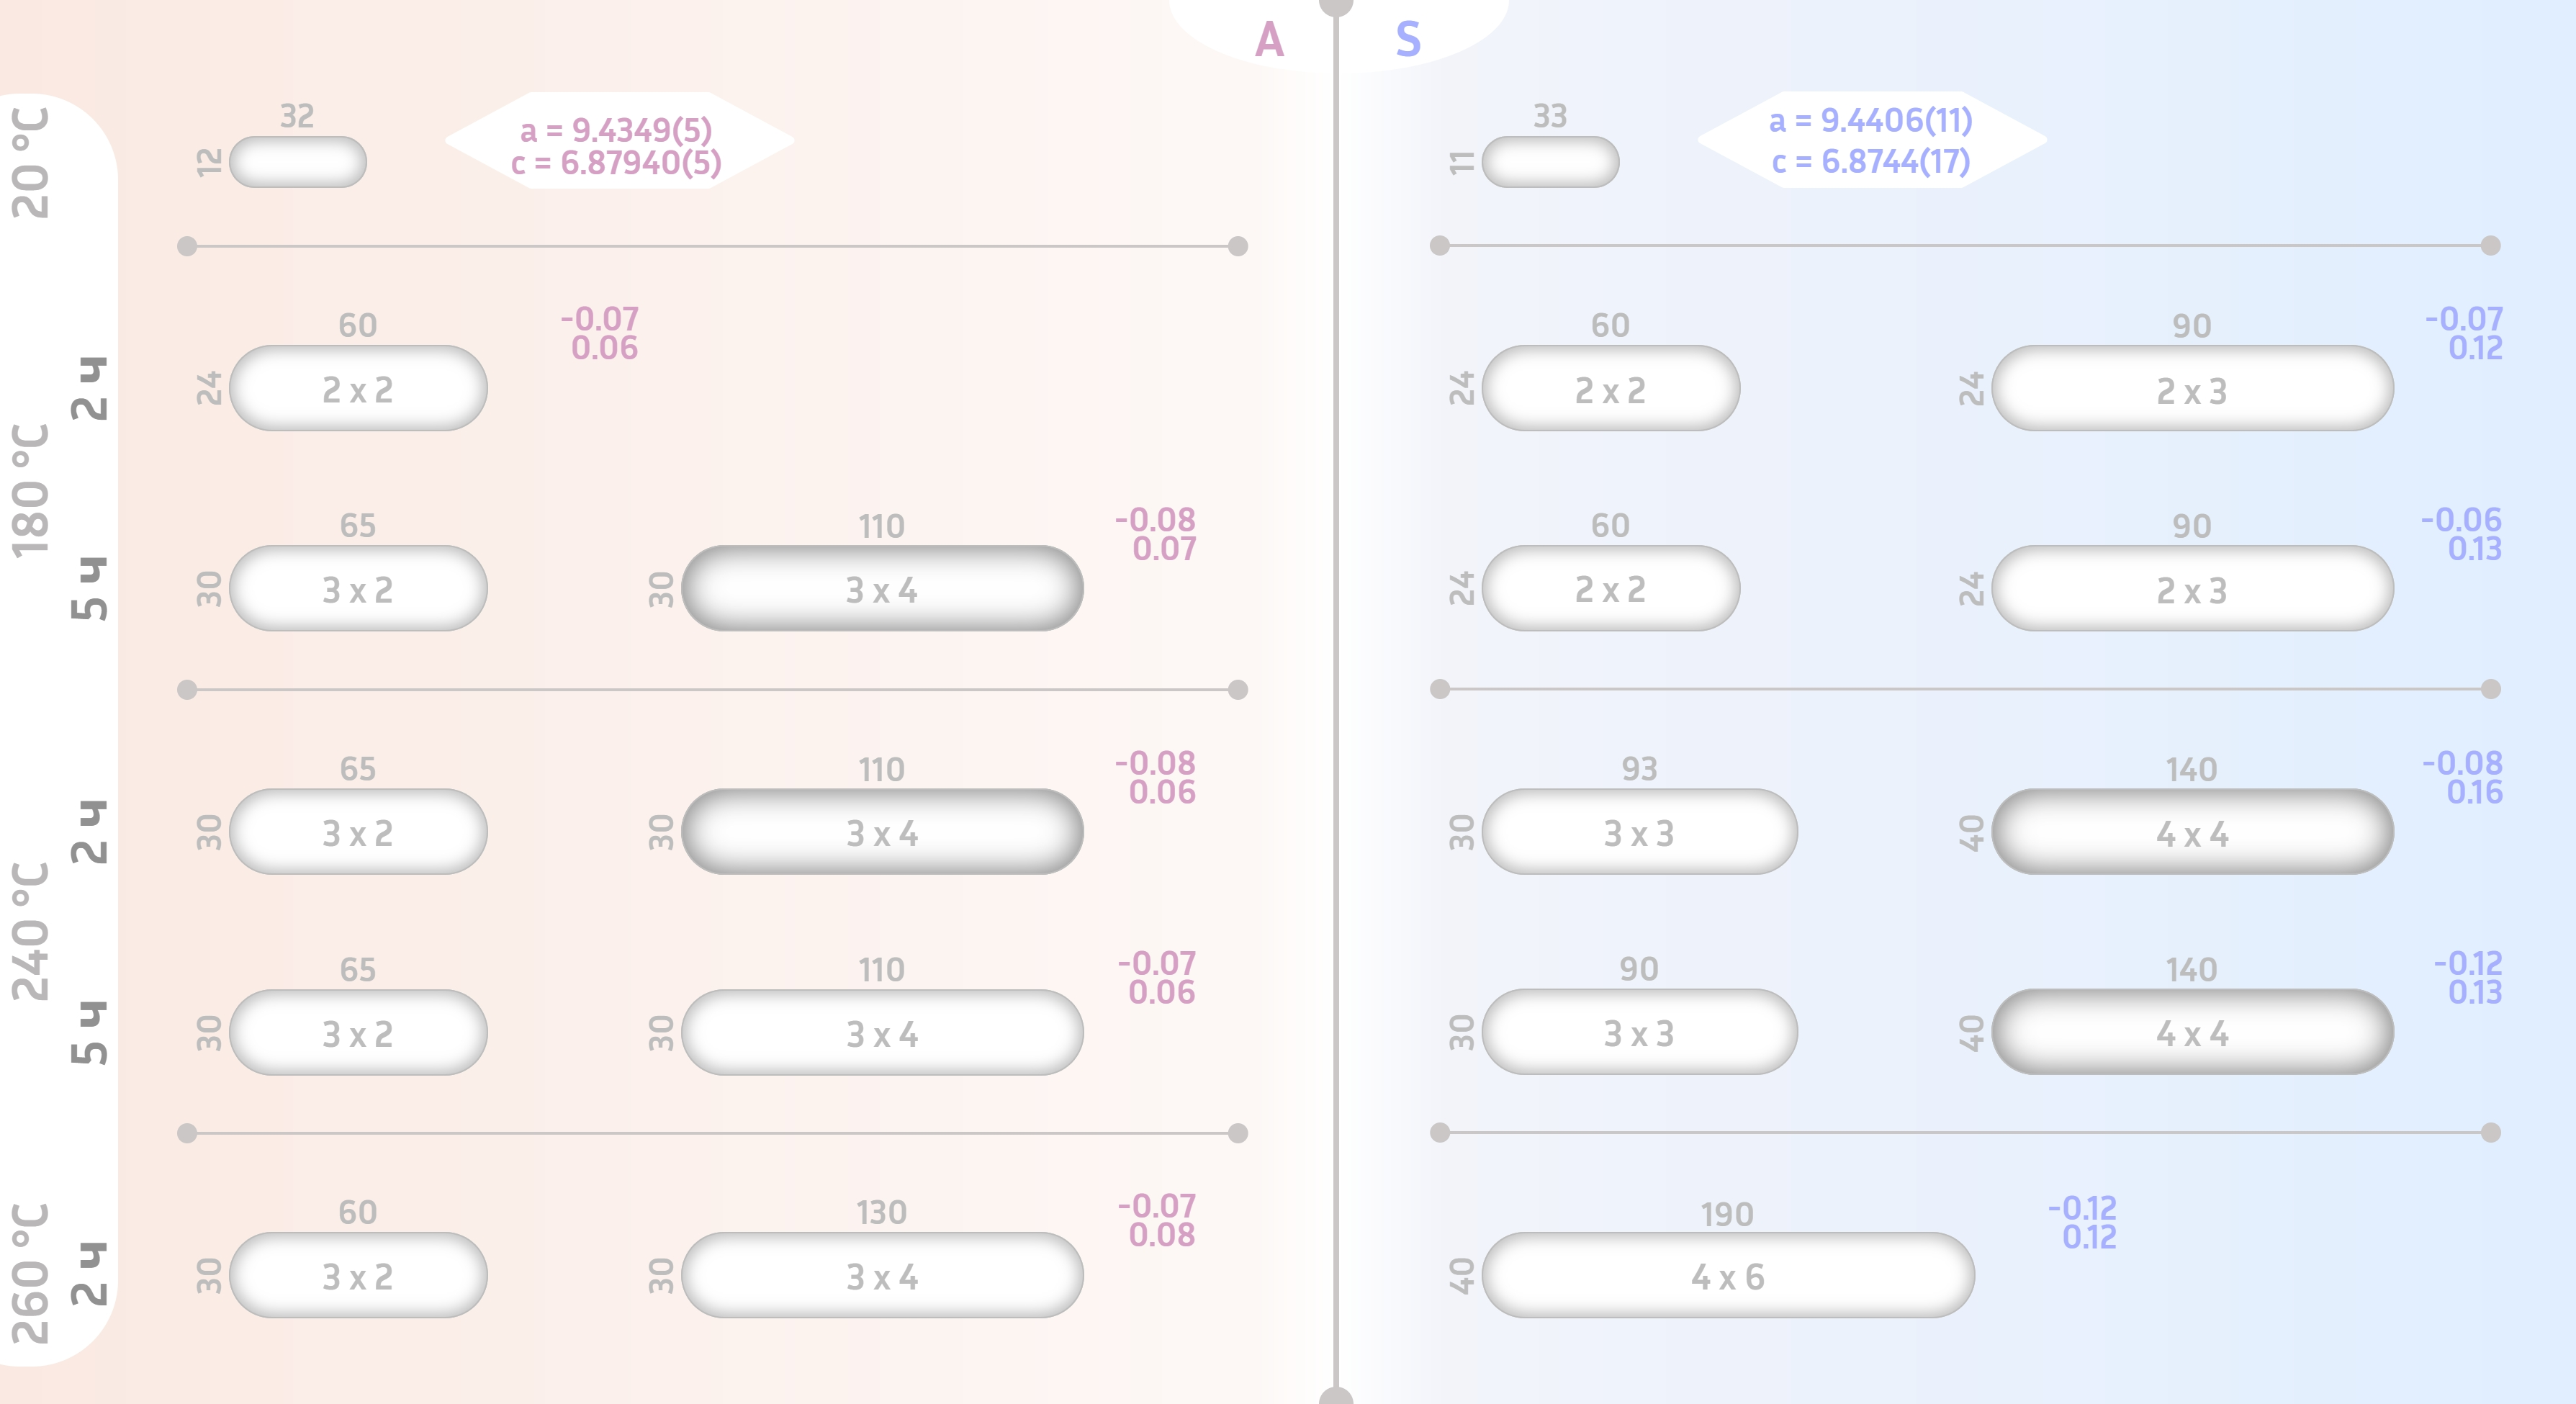 A
S
20 °C
32
12
a = 9.4349(5)
c = 6.87940(5)
33
11
a = 9.4406(11)
c = 6.8744(17)
180 °C
2 ч
60
24
2 x 2
-0.07
0.06
60
24
2 x 2
90
24
2 x 3
-0.07
0.12
5 ч
65
30
3 x 2
110
30
3 x 4
-0.08
0.07
60
24
2 x 2
90
24
2 x 3
-0.06
0.13
240 °C
2 ч
65
30
3 x 2
110
30
3 x 4
-0.08
0.06
93
30
3 x 3
140
40
4 x 4
-0.08
0.16
5 ч
65
30
3 x 2
110
30
3 x 4
-0.07
0.06
90
30
3 x 3
140
40
4 x 4
-0.12
0.13
260 °C
2 ч
60
30
3 x 2
130
30
3 x 4
-0.07
0.08
190
40
4 x 6
-0.12
0.12